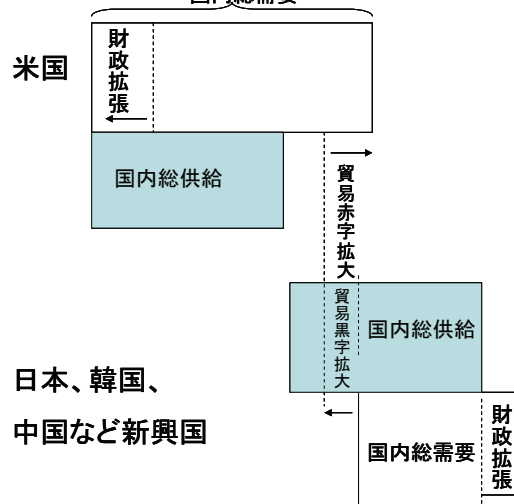 国内総需要
米国
財政拡張
国内総供給
貿易赤字拡大
貿易黒字拡大
国内総供給
日本、韓国、
中国など新興国
国内総需要
財政拡張